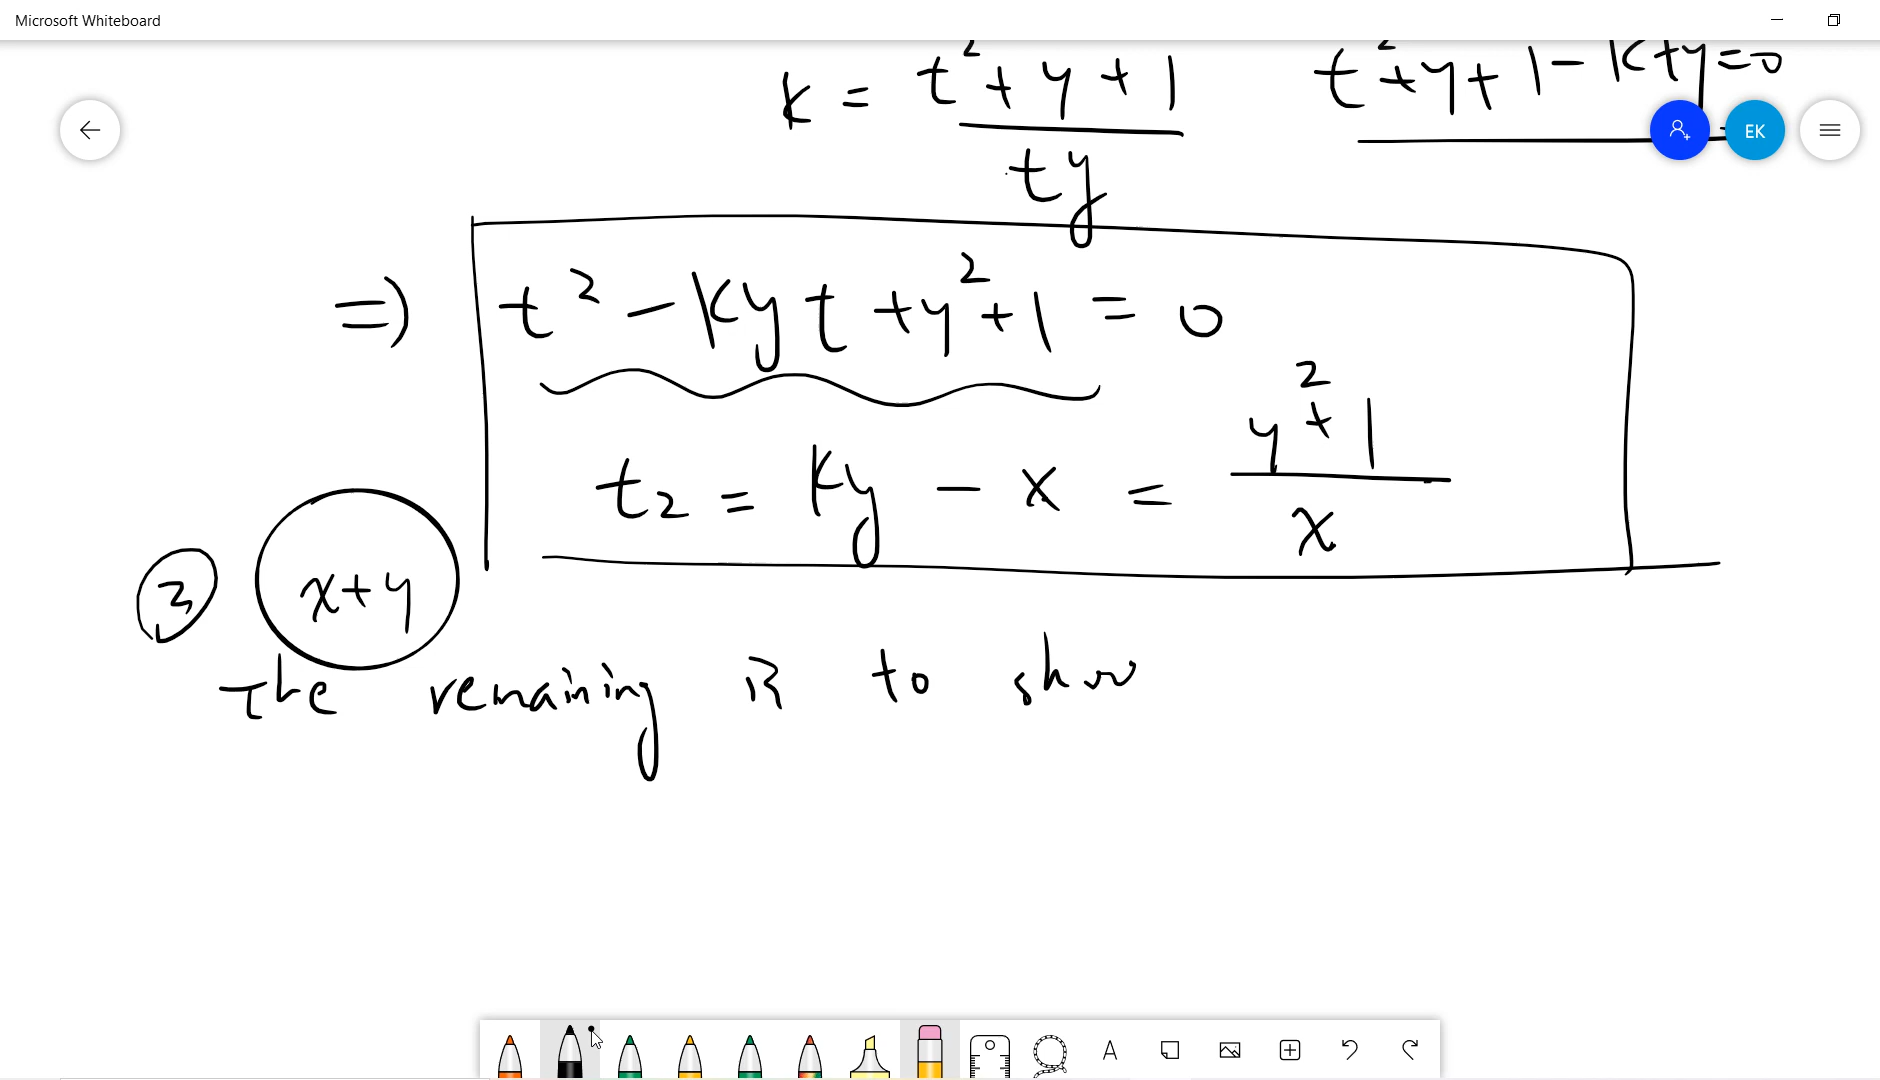 Microsoft Whiteboard
k = t² + y + 1 / ty
t² + y + 1 - kty = 0
EK
=> t² - kyt + y² + 1 = 0
t₂ = ky - x = y² + 1 / x
③ x + y
The remaining is to show
A